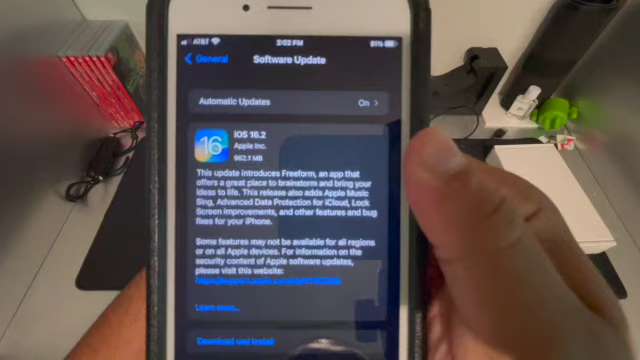 AT&T
2:02 PM
81%
General
Software Update
Automatic Updates
On
16
iOS 16.2
Apple Inc.
962.1 MB
This update introduces Freeform, an app that
offers a great place to brainstorm and bring your
ideas to life. This release also adds Apple Music
Sing, Advanced Data Protection for iCloud, Lock
Screen improvements, and other features and bug
fixes for your iPhone.
Some features may not be available for all regions
or on all Apple devices. For information on the
security content of Apple software updates,
please visit this website:
Learn more...
Download and Install